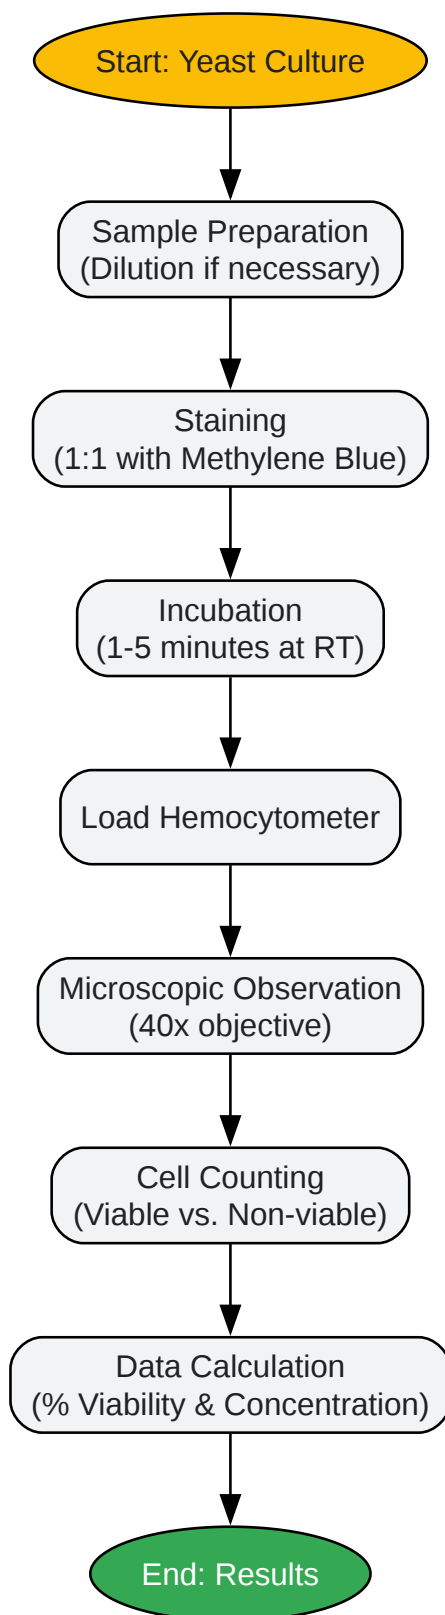 Start: Yeast Culture
Sample Preparation
(Dilution if necessary)
Staining
(1:1 with Methylene Blue)
Incubation
(1-5 minutes at RT)
Load Hemocytometer
Microscopic Observation
(40x objective)
Cell Counting
(Viable vs. Non-viable)
Data Calculation
(% Viability & Concentration)
End: Results